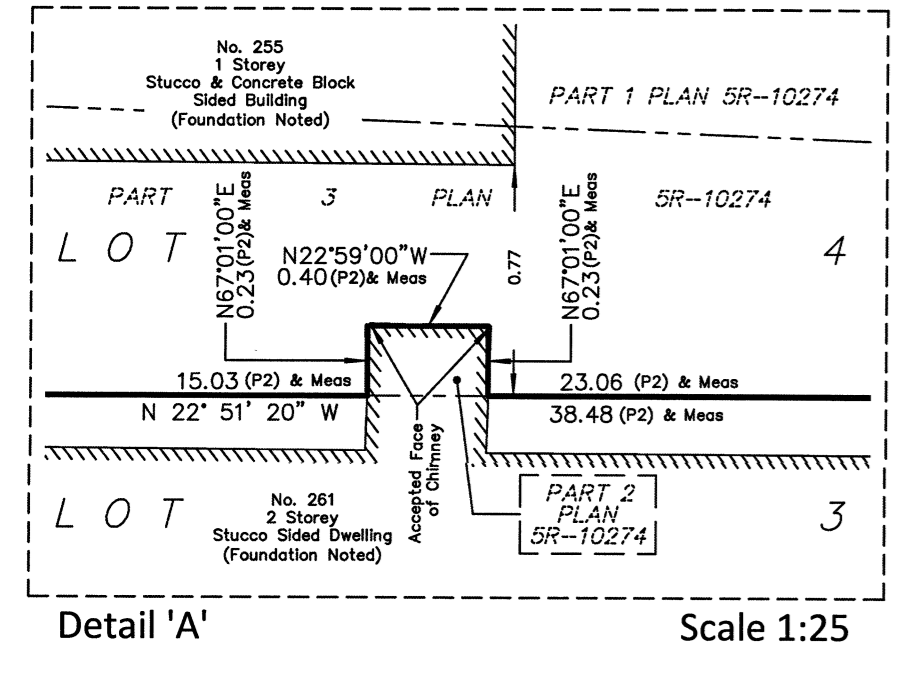 No. 255
1 Storey
Stucco & Concrete Block
Sided Building
(Foundation Noted)
PART 1 PLAN 5R--10274
PART 3 PLAN 5R--10274
LOT 4
N67°01'00"E
0.23(P2)& Meas
N22°59'00"W
0.40(P2)& Meas
0.77
N67°01'00"E
0.23(P2)& Meas
15.03 (P2) & Meas
23.06 (P2) & Meas
N 22° 51' 20" W
38.48 (P2) & Meas
Accepted Face
of Chimney
LOT 3
No. 261
2 Storey
Stucco Sided Dwelling
(Foundation Noted)
PART 2
PLAN
5R--10274
Detail 'A'
Scale 1:25